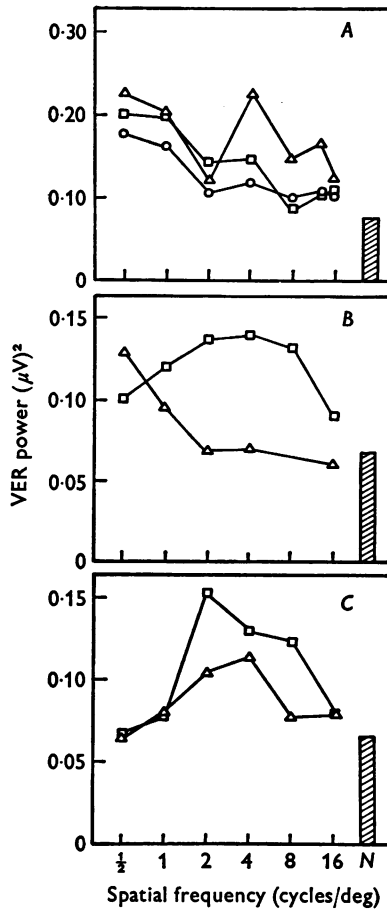 0·30
A
0·20
0·10
0
0·15
B
0·10
0·05
0
VER power (μV)²
0·15
C
0·10
0·05
0
½ 1 2 4 8 16 N
Spatial frequency (cycles/deg)